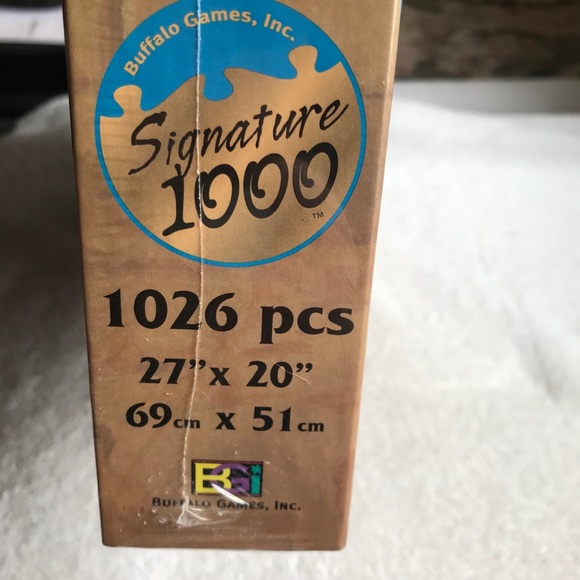 Buffalo Games, Inc.
Signature
1000
™
1026 pcs
27” x 20”
69cm x 51cm
BGi
Buffalo Games, Inc.